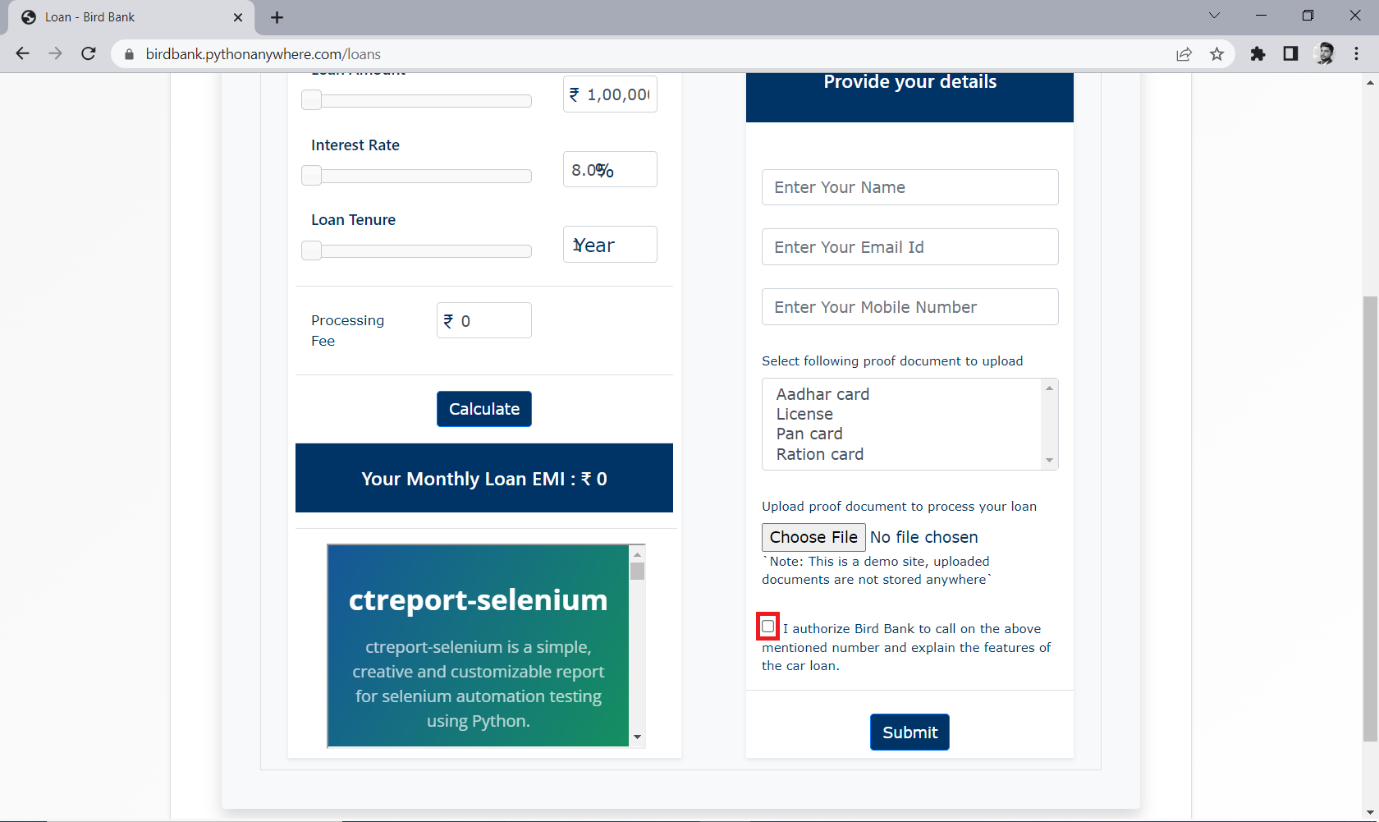 Loan - Bird Bank
birdbank.pythonanywhere.com/loans
Loan Amount
₹ 1,00,000
Interest Rate
8.0%
Loan Tenure
1 Year
Processing
Fee
₹ 0
Calculate
Your Monthly Loan EMI : ₹ 0
ctreport-selenium
ctreport-selenium is a simple,
creative and customizable report
for selenium automation testing
using Python.
Provide your details
Enter Your Name
Enter Your Email Id
Enter Your Mobile Number
Select following proof document to upload
Aadhar card
License
Pan card
Ration card
Upload proof document to process your loan
Choose File No file chosen
`Note: This is a demo site, uploaded
documents are not stored anywhere`
I authorize Bird Bank to call on the above
mentioned number and explain the features of
the car loan.
Submit